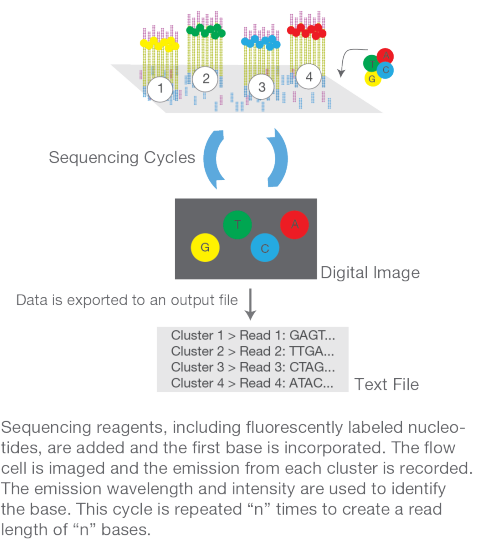 1
2
3
4
T
A
C
G
Sequencing Cycles
T
A
G
C
Digital Image
Data is exported to an output file
Cluster 1 > Read 1: GAGT...
Cluster 2 > Read 2: TTGA...
Cluster 3 > Read 3: CTAG...
Cluster 4 > Read 4: ATAC...
Text File
Sequencing reagents, including fluorescently labeled nucleo-
tides, are added and the first base is incorporated. The flow
cell is imaged and the emission from each cluster is recorded.
The emission wavelength and intensity are used to identify
the base. This cycle is repeated “n” times to create a read
length of “n” bases.